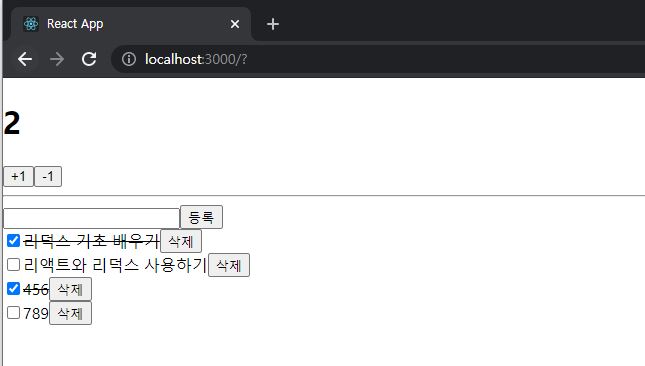 React App
localhost:3000/?
2
+1 -1
등록
리덕스 기초 배우기 삭제
리액트와 리덕스 사용하기 삭제
456 삭제
789 삭제